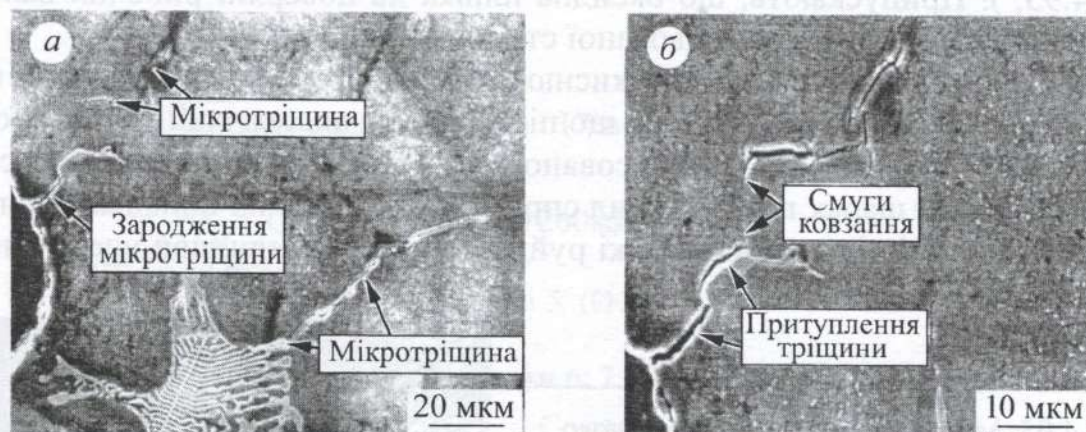 а
Мікротріщина
Зародження
мікротріщини
Мікротріщина
20 мкм
б
Смуги
ковзання
Притуплення
тріщини
10 мкм